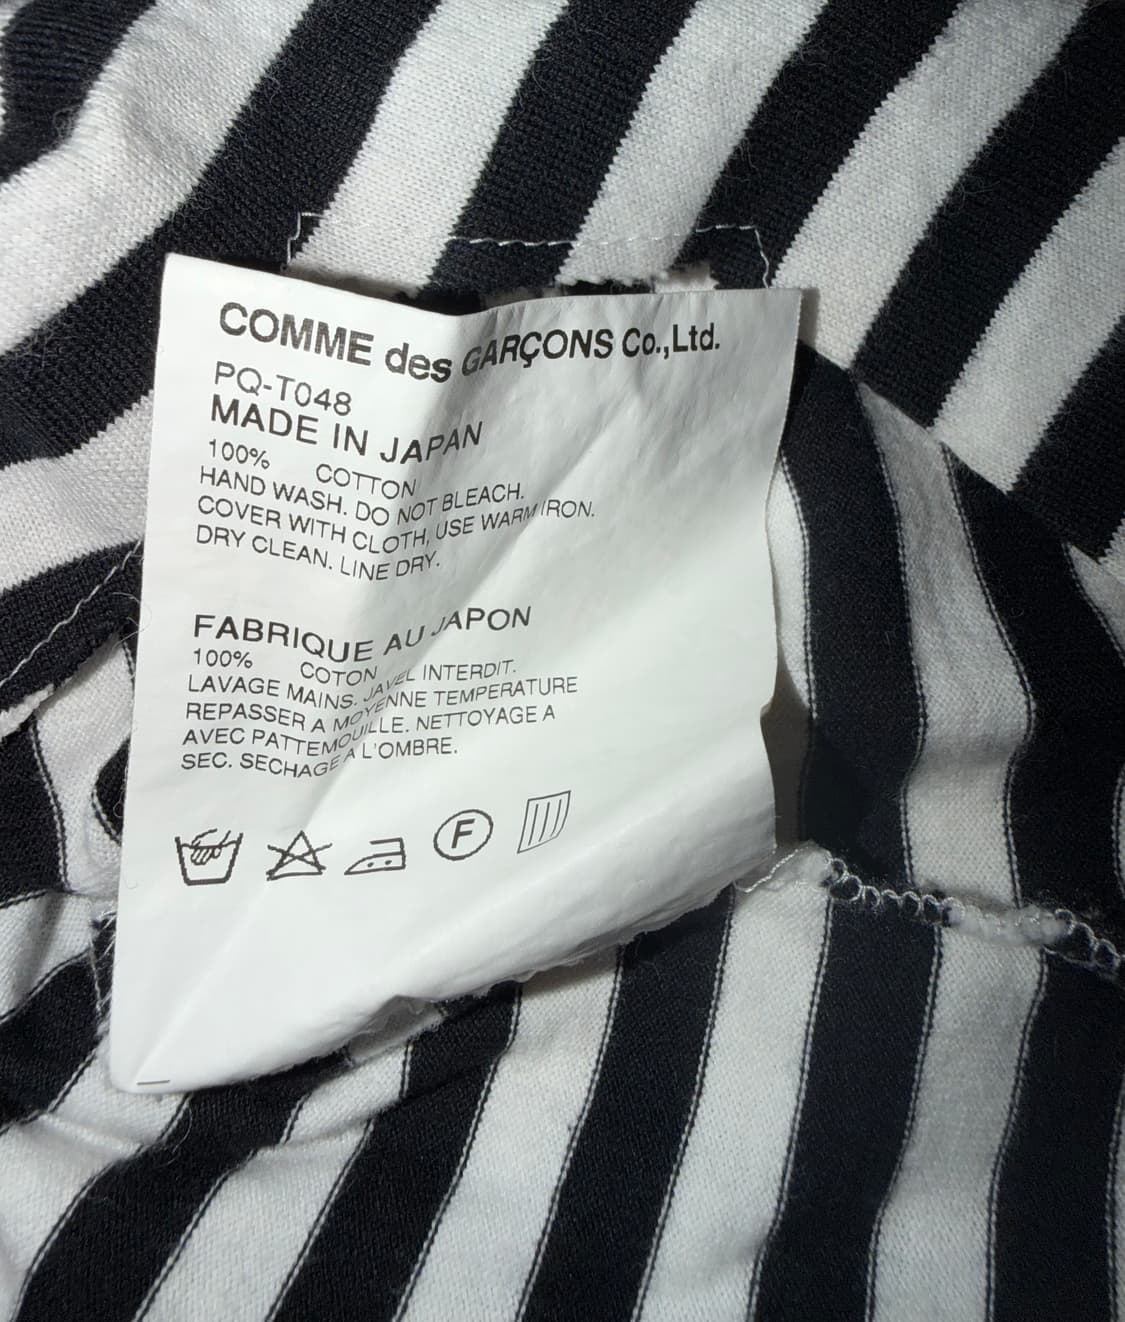 COMME des GARÇONS Co.,Ltd.
PQ-T048
MADE IN JAPAN
100% COTTON
HAND WASH. DO NOT BLEACH.
COVER WITH CLOTH, USE WARM IRON.
DRY CLEAN. LINE DRY.
FABRIQUE AU JAPON
100% COTON
LAVAGE MAINS. JAVEL INTERDIT.
REPASSER A MOYENNE TEMPERATURE
AVEC PATTEMOUILLE. NETTOYAGE A
SEC. SECHAGE A L'OMBRE.
F